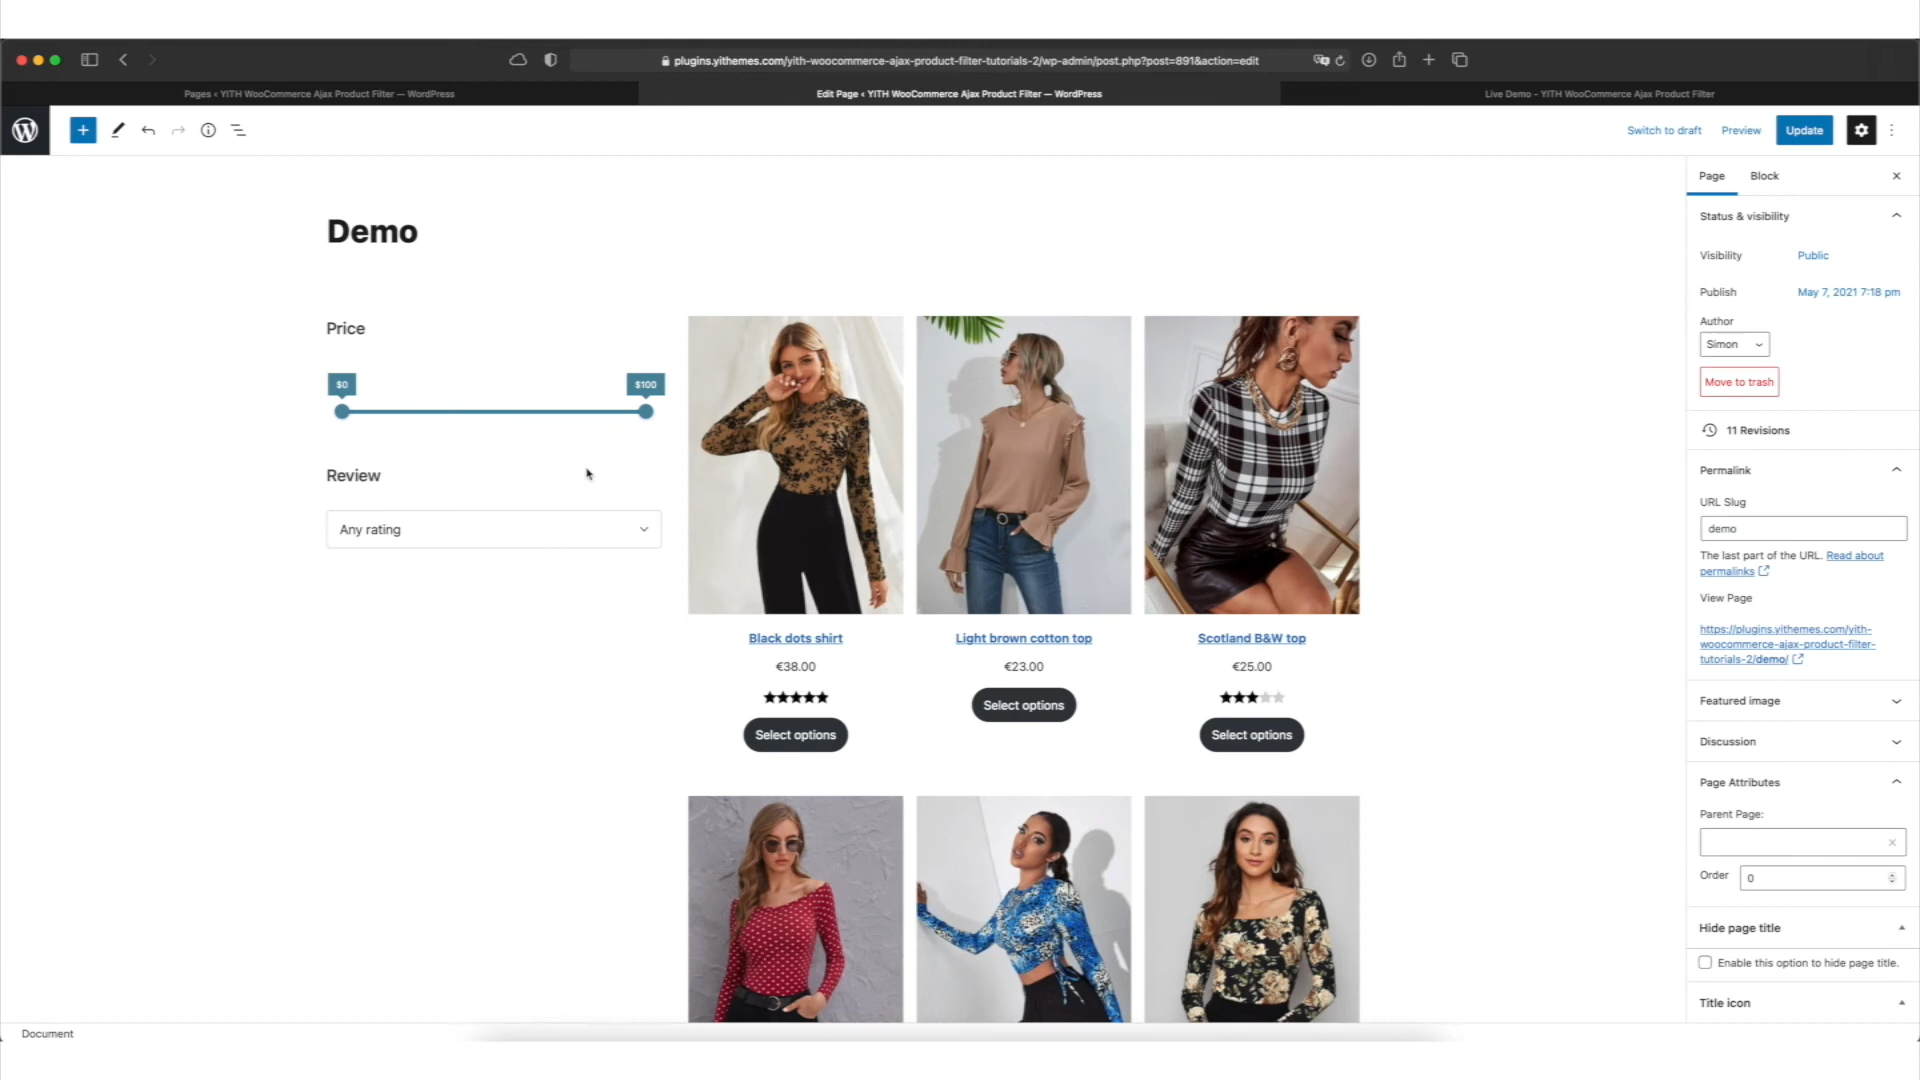 plugins.yithemes.com/yith-woocommerce-ajax-product-filter-tutorials-2/wp-admin/post.php?post=891&action=edit
Pages < YITH WooCommerce Ajax Product Filter — WordPress
Edit Page < YITH WooCommerce Ajax Product Filter — WordPress
Live Demo - YITH WooCommerce Ajax Product Filter
Switch to draft
Preview
Update
Page
Block
Demo
Price
$0
$100
Review
Any rating
Black dots shirt
€38.00
Select options
Light brown cotton top
€23.00
Select options
Scotland B&W top
€25.00
Select options
Status & visibility
Visibility
Public
Publish
May 7, 2021 7:18 pm
Author
Simon
Move to trash
11 Revisions
Permalink
URL Slug
demo
The last part of the URL. Read about
permalinks
View Page
https://plugins.yithemes.com/yith-
woocommerce-ajax-product-filter-
tutorials-2/demo/
Featured image
Discussion
Page Attributes
Parent Page:
Order
0
Hide page title
Enable this option to hide page title.
Title icon
Document